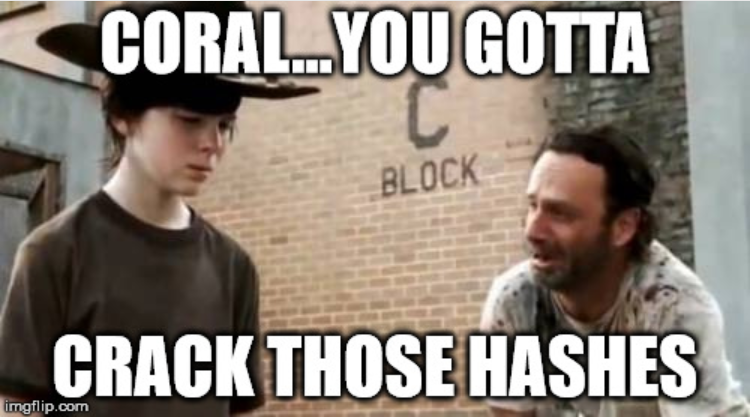 CORAL...YOU GOTTA
C
BLOCK
CRACK THOSE HASHES
imgflip.com